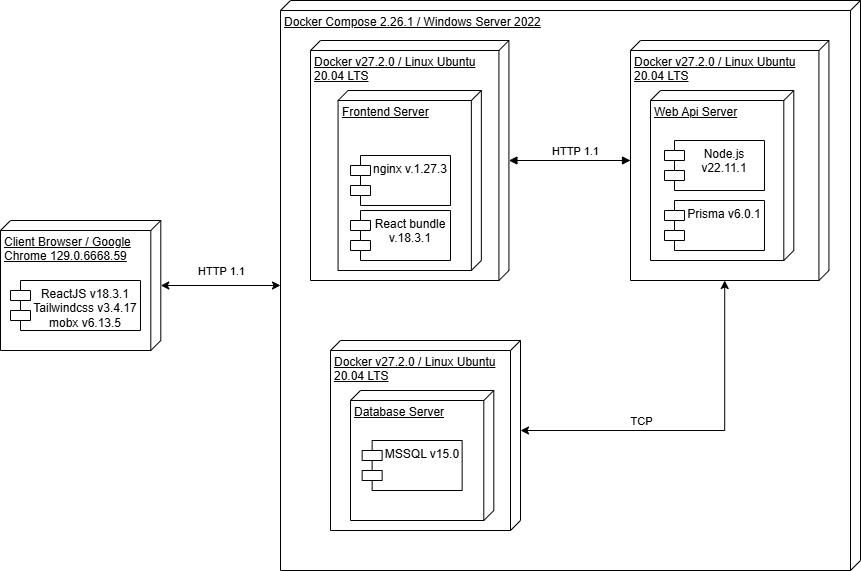 Docker Compose 2.26.1 / Windows Server 2022
Docker v27.2.0 / Linux Ubuntu
20.04 LTS
Frontend Server
nginx v.1.27.3
React bundle
v.18.3.1
HTTP 1.1
Docker v27.2.0 / Linux Ubuntu
20.04 LTS
Web Api Server
Node.js
v22.11.1
Prisma v6.0.1
Client Browser / Google
Chrome 129.0.6668.59
ReactJS v18.3.1
Tailwindcss v3.4.17
mobx v6.13.5
HTTP 1.1
Docker v27.2.0 / Linux Ubuntu
20.04 LTS
Database Server
MSSQL v15.0
TCP